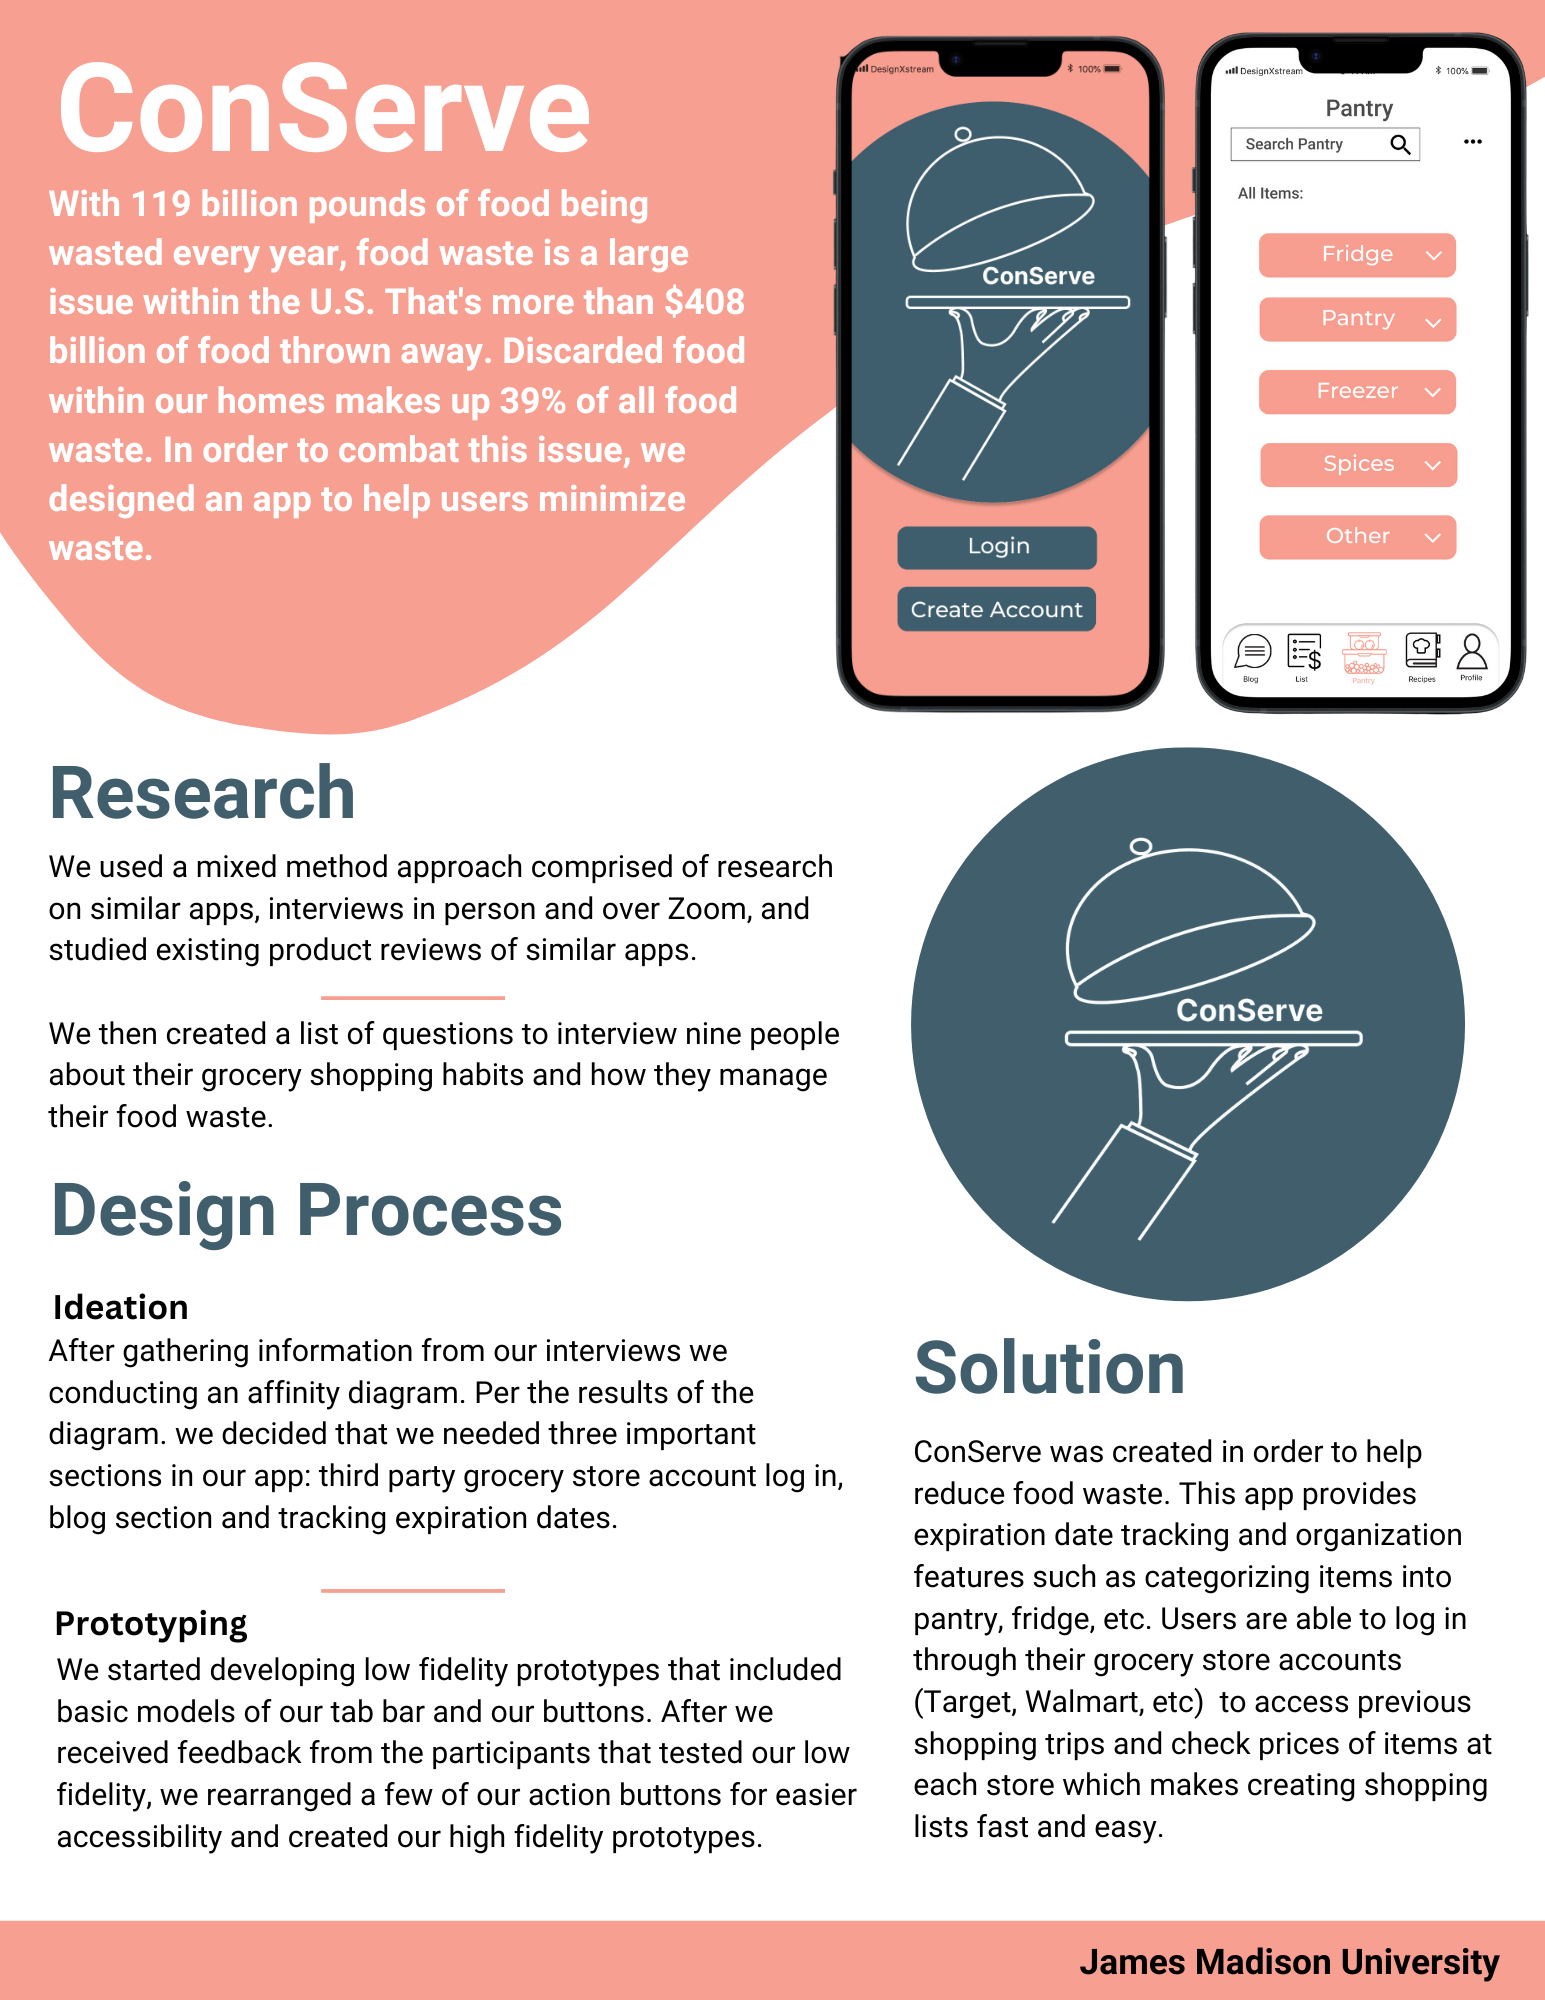 ConServe
With 119 billion pounds of food being
wasted every year, food waste is a large
issue within the U.S. That's more than $408
billion of food thrown away. Discarded food
within our homes makes up 39% of all food
waste. In order to combat this issue, we
designed an app to help users minimize
waste.
DesignXstream
100%
ConServe
Login
Create Account
DesignXstream
100%
Pantry
Search Pantry
All Items:
Fridge
Pantry
Freezer
Spices
Other
Blog
List
Pantry
Recipes
Profile
Research
We used a mixed method approach comprised of research
on similar apps, interviews in person and over Zoom, and
studied existing product reviews of similar apps.
We then created a list of questions to interview nine people
about their grocery shopping habits and how they manage
their food waste.
ConServe
Design Process
Ideation
After gathering information from our interviews we
conducting an affinity diagram. Per the results of the
diagram. we decided that we needed three important
sections in our app: third party grocery store account log in,
blog section and tracking expiration dates.
Prototyping
We started developing low fidelity prototypes that included
basic models of our tab bar and our buttons. After we
received feedback from the participants that tested our low
fidelity, we rearranged a few of our action buttons for easier
accessibility and created our high fidelity prototypes.
Solution
ConServe was created in order to help
reduce food waste. This app provides
expiration date tracking and organization
features such as categorizing items into
pantry, fridge, etc. Users are able to log in
through their grocery store accounts
(Target, Walmart, etc)  to access previous
shopping trips and check prices of items at
each store which makes creating shopping
lists fast and easy.
James Madison University